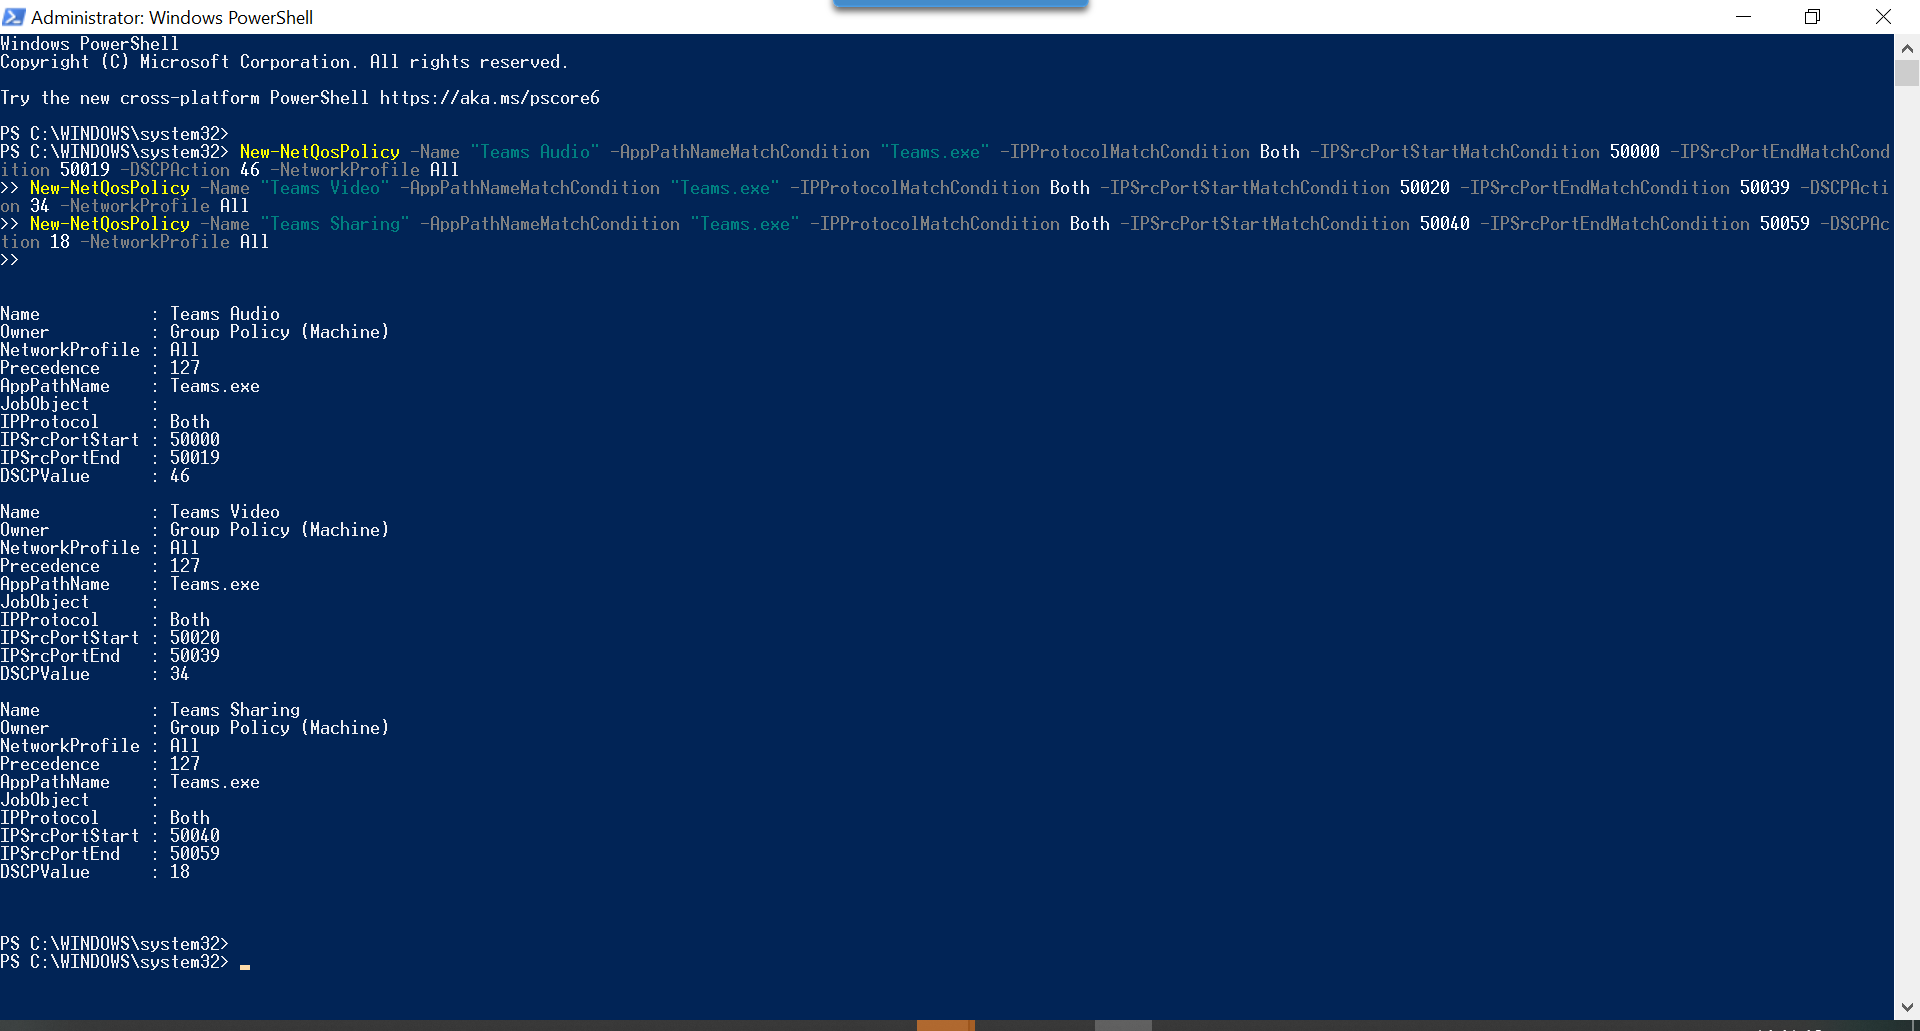 Administrator: Windows PowerShell
Windows PowerShell
Copyright (C) Microsoft Corporation. All rights reserved.
Try the new cross-platform PowerShell https://aka.ms/pscore6
PS C:\WINDOWS\system32>
PS C:\WINDOWS\system32> New-NetQosPolicy -Name "Teams Audio" -AppPathNameMatchCondition "Teams.exe" -IPProtocolMatchCondition Both -IPSrcPortStartMatchCondition 50000 -IPSrcPortEndMatchCond
ition 50019 -DSCPAction 46 -NetworkProfile All
>> New-NetQosPolicy -Name "Teams Video" -AppPathNameMatchCondition "Teams.exe" -IPProtocolMatchCondition Both -IPSrcPortStartMatchCondition 50020 -IPSrcPortEndMatchCondition 50039 -DSCPActi
on 34 -NetworkProfile All
>> New-NetQosPolicy -Name "Teams Sharing" -AppPathNameMatchCondition "Teams.exe" -IPProtocolMatchCondition Both -IPSrcPortStartMatchCondition 50040 -IPSrcPortEndMatchCondition 50059 -DSCPAc
tion 18 -NetworkProfile All
>>
Name           : Teams Audio
Owner          : Group Policy (Machine)
NetworkProfile : All
Precedence     : 127
AppPathName    : Teams.exe
JobObject      :
IPProtocol     : Both
IPSrcPortStart : 50000
IPSrcPortEnd   : 50019
DSCPValue      : 46
Name           : Teams Video
Owner          : Group Policy (Machine)
NetworkProfile : All
Precedence     : 127
AppPathName    : Teams.exe
JobObject      :
IPProtocol     : Both
IPSrcPortStart : 50020
IPSrcPortEnd   : 50039
DSCPValue      : 34
Name           : Teams Sharing
Owner          : Group Policy (Machine)
NetworkProfile : All
Precedence     : 127
AppPathName    : Teams.exe
JobObject      :
IPProtocol     : Both
IPSrcPortStart : 50040
IPSrcPortEnd   : 50059
DSCPValue      : 18
PS C:\WINDOWS\system32>
PS C:\WINDOWS\system32>